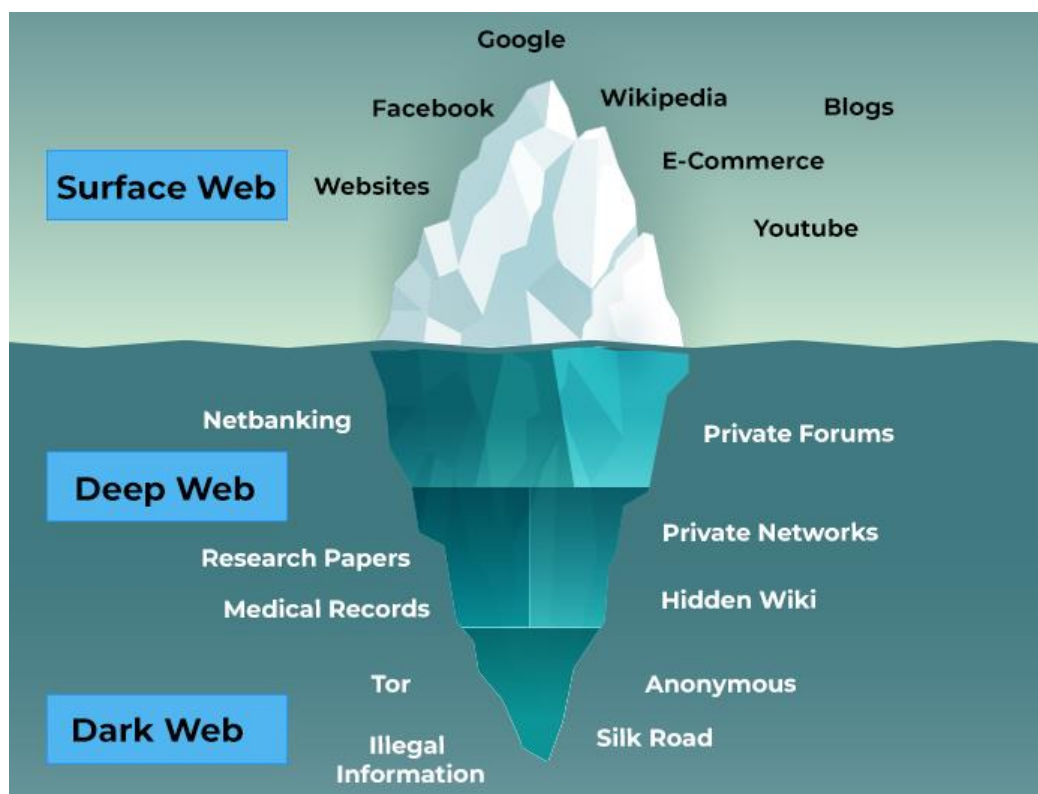 Google
Facebook
Wikipedia
Blogs
Surface Web
Websites
E-Commerce
Youtube
Netbanking
Private Forums
Deep Web
Private Networks
Research Papers
Medical Records
Hidden Wiki
Tor
Anonymous
Dark Web
Illegal
Information
Silk Road